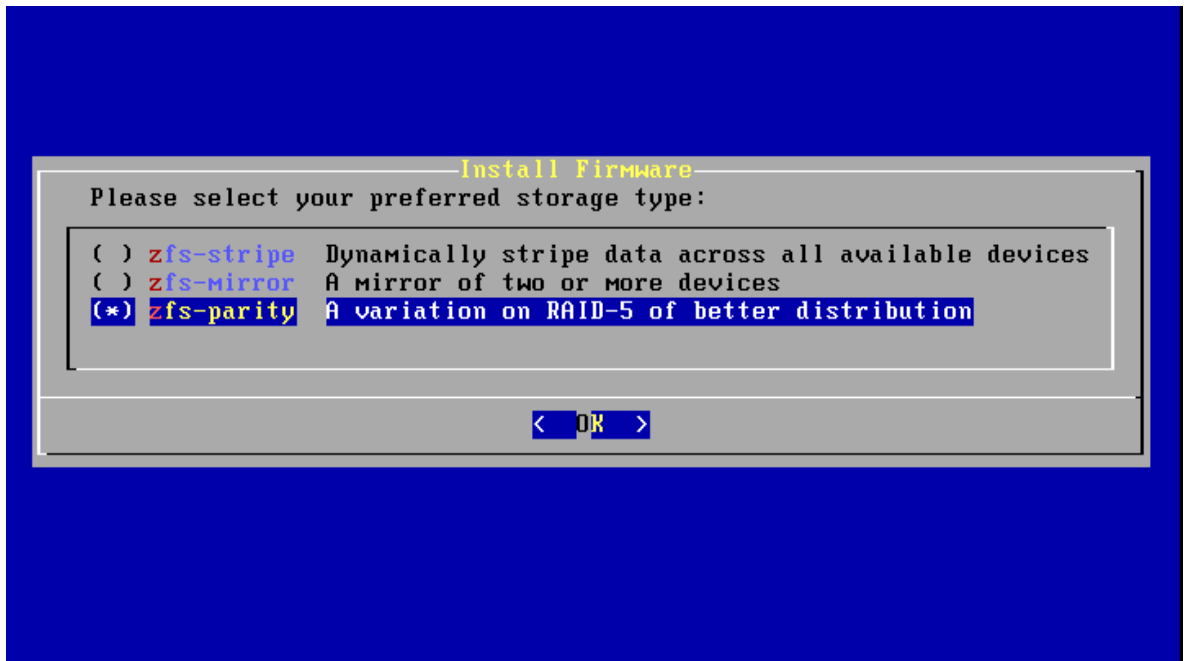 Install Firmware
Please select your preferred storage type:
( ) zfs-stripe Dynamically stripe data across all available devices
( ) zfs-mirror A mirror of two or more devices
(*) zfs-parity A variation on RAID-5 of better distribution
< OK >